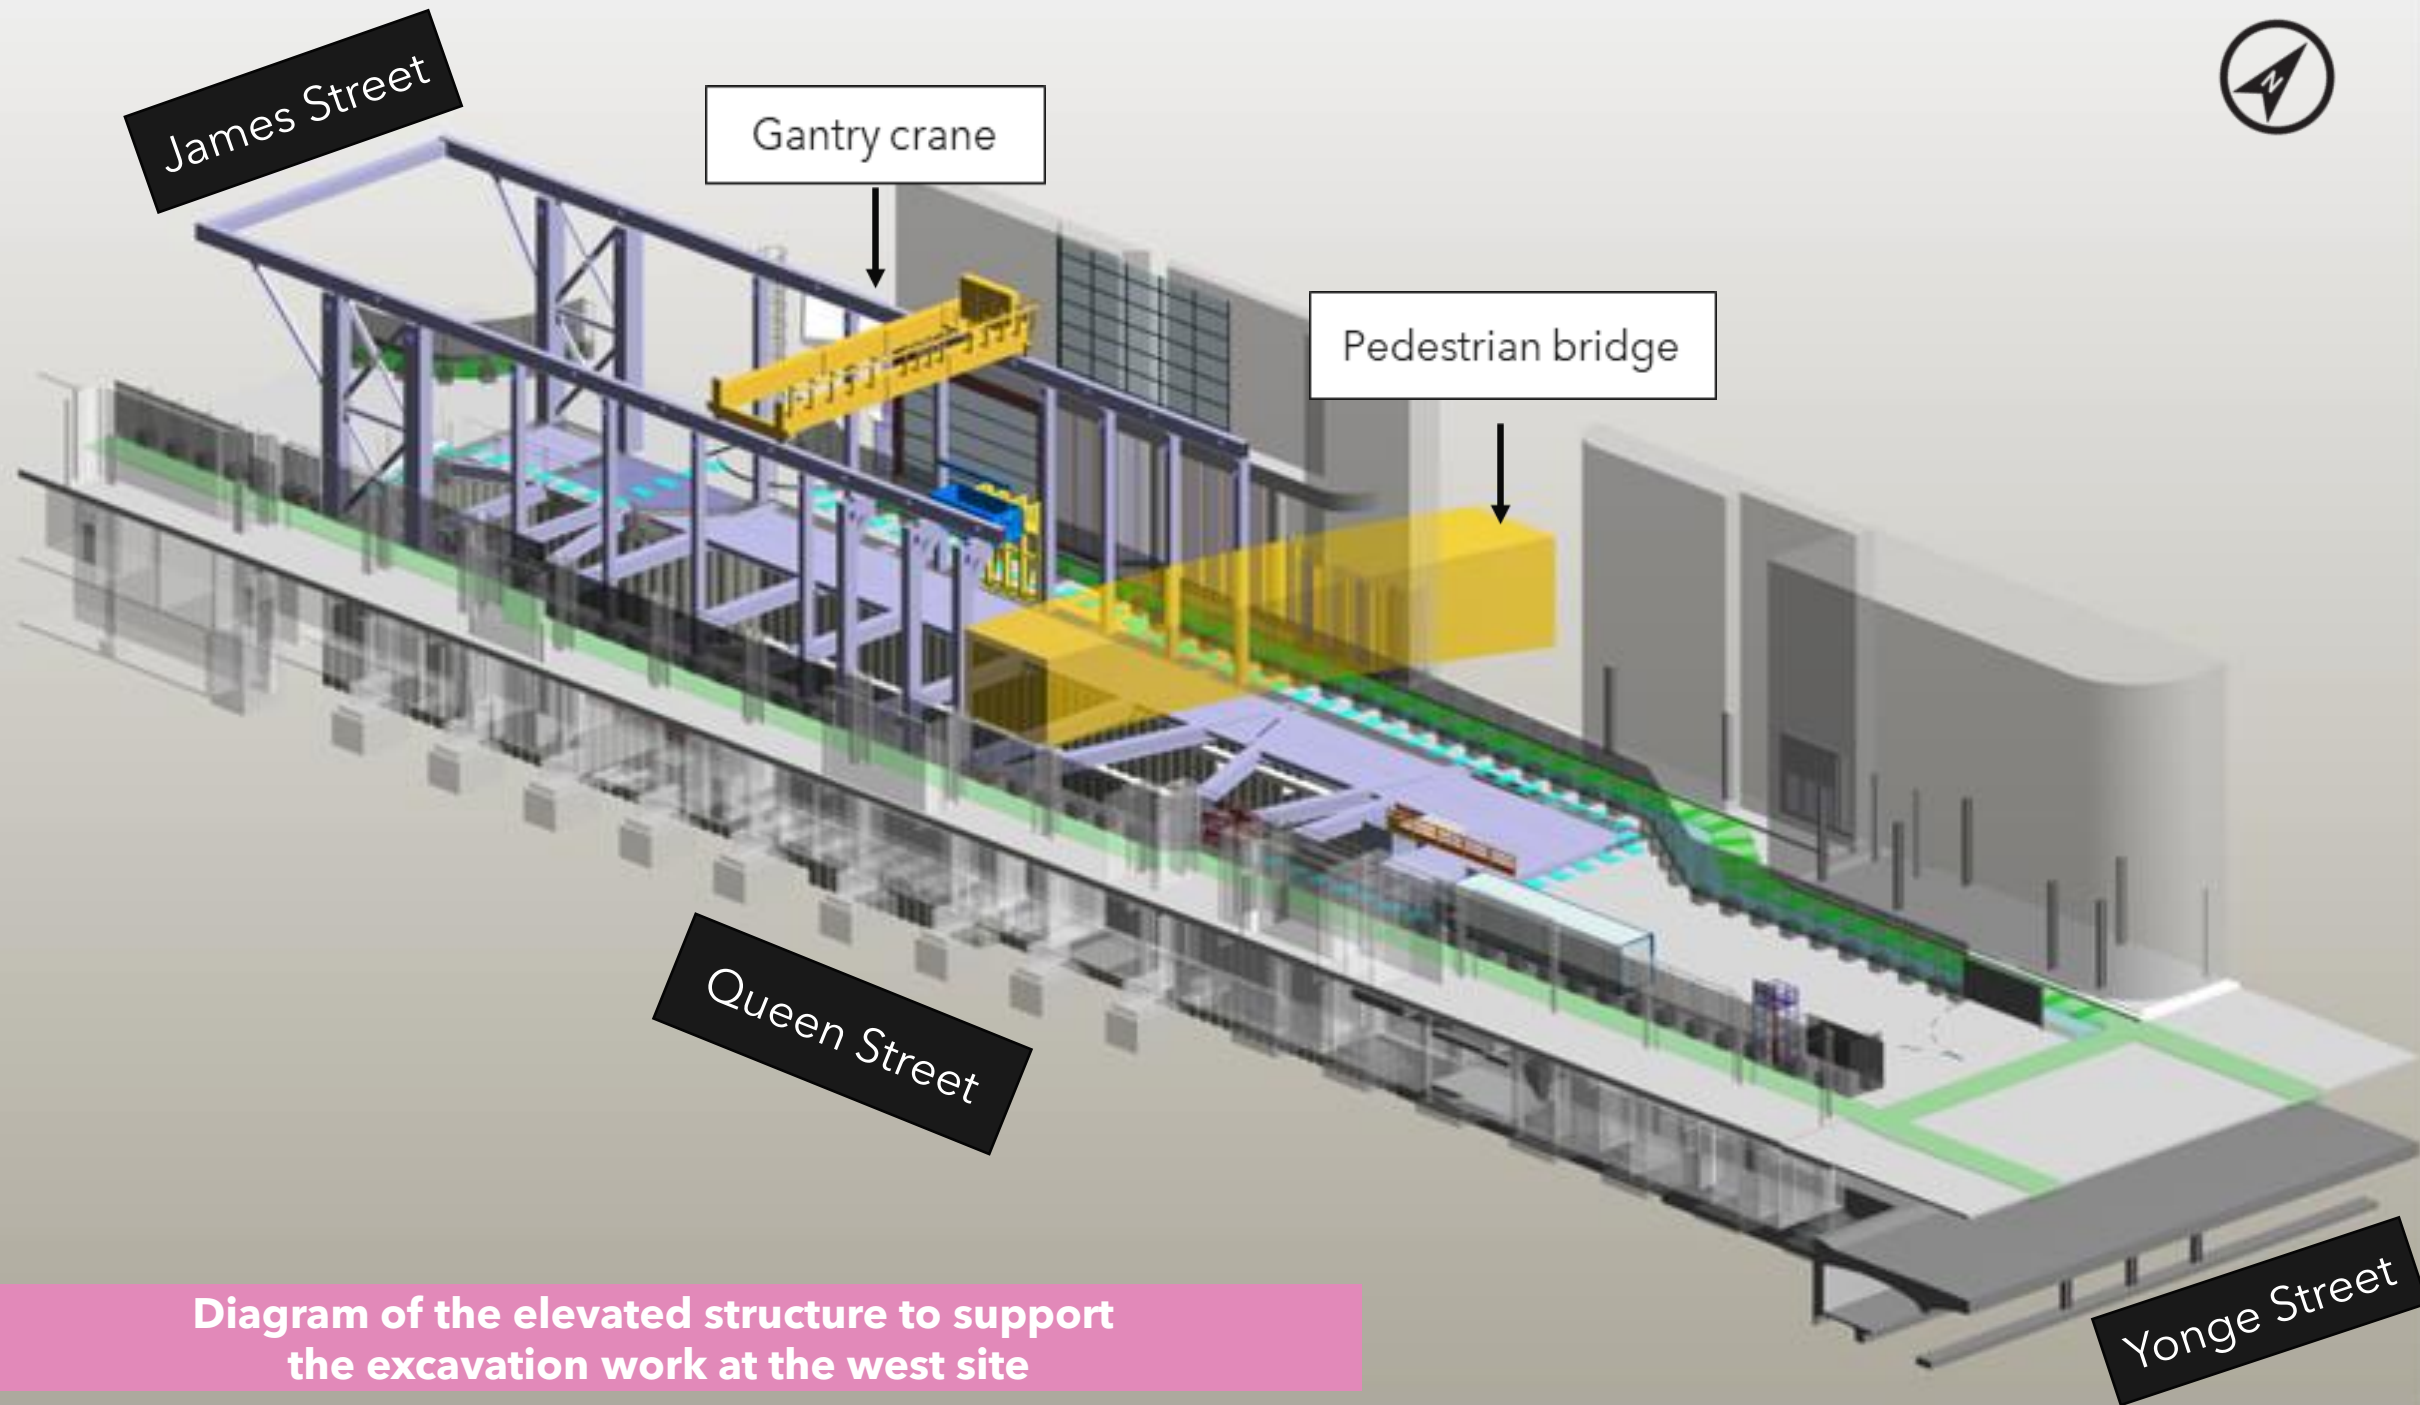 James Street
Gantry crane
N
Pedestrian bridge
Queen Street
Yonge Street
Diagram of the elevated structure to support
the excavation work at the west site